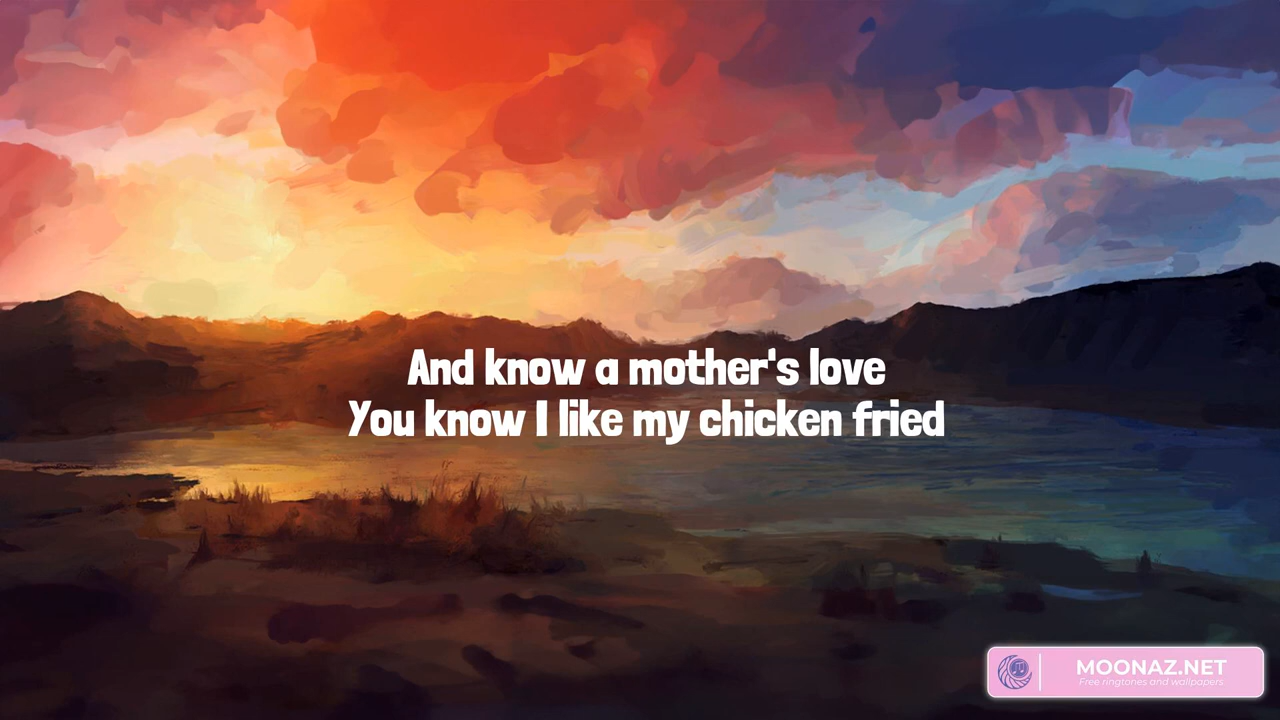 And know a mother's love
You know I like my chicken fried
MOONAZ.NET
Free ringtones and wallpapers